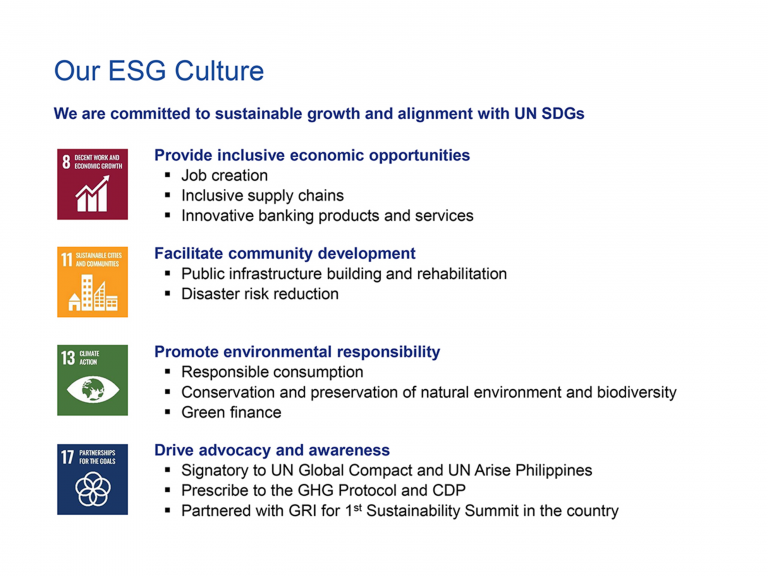 Our ESG Culture
We are committed to sustainable growth and alignment with UN SDGs
8 DECENT WORK AND
ECONOMIC GROWTH
Provide inclusive economic opportunities
▪ Job creation
▪ Inclusive supply chains
▪ Innovative banking products and services
11 SUSTAINABLE CITIES
AND COMMUNITIES
Facilitate community development
▪ Public infrastructure building and rehabilitation
▪ Disaster risk reduction
13 CLIMATE
ACTION
Promote environmental responsibility
▪ Responsible consumption
▪ Conservation and preservation of natural environment and biodiversity
▪ Green finance
17 PARTNERSHIPS
FOR THE GOALS
Drive advocacy and awareness
▪ Signatory to UN Global Compact and UN Arise Philippines
▪ Prescribe to the GHG Protocol and CDP
▪ Partnered with GRI for 1st Sustainability Summit in the country